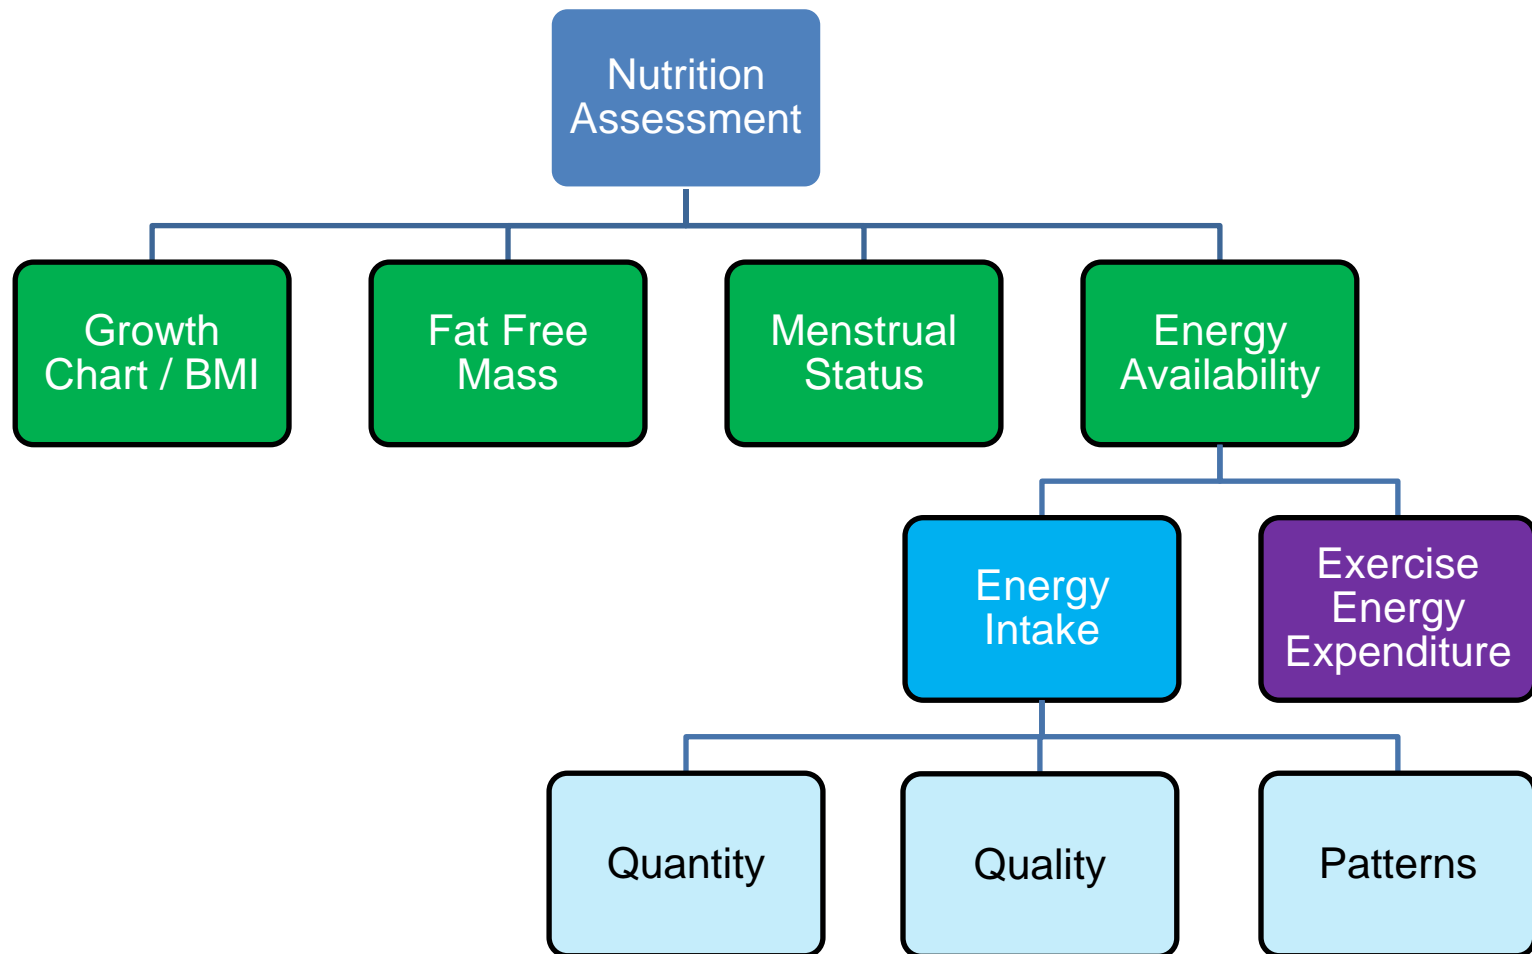 Nutrition
Assessment
Growth
Chart / BMI
Fat Free
Mass
Menstrual
Status
Energy
Availability
Energy
Intake
Exercise
Energy
Expenditure
Quantity
Quality
Patterns